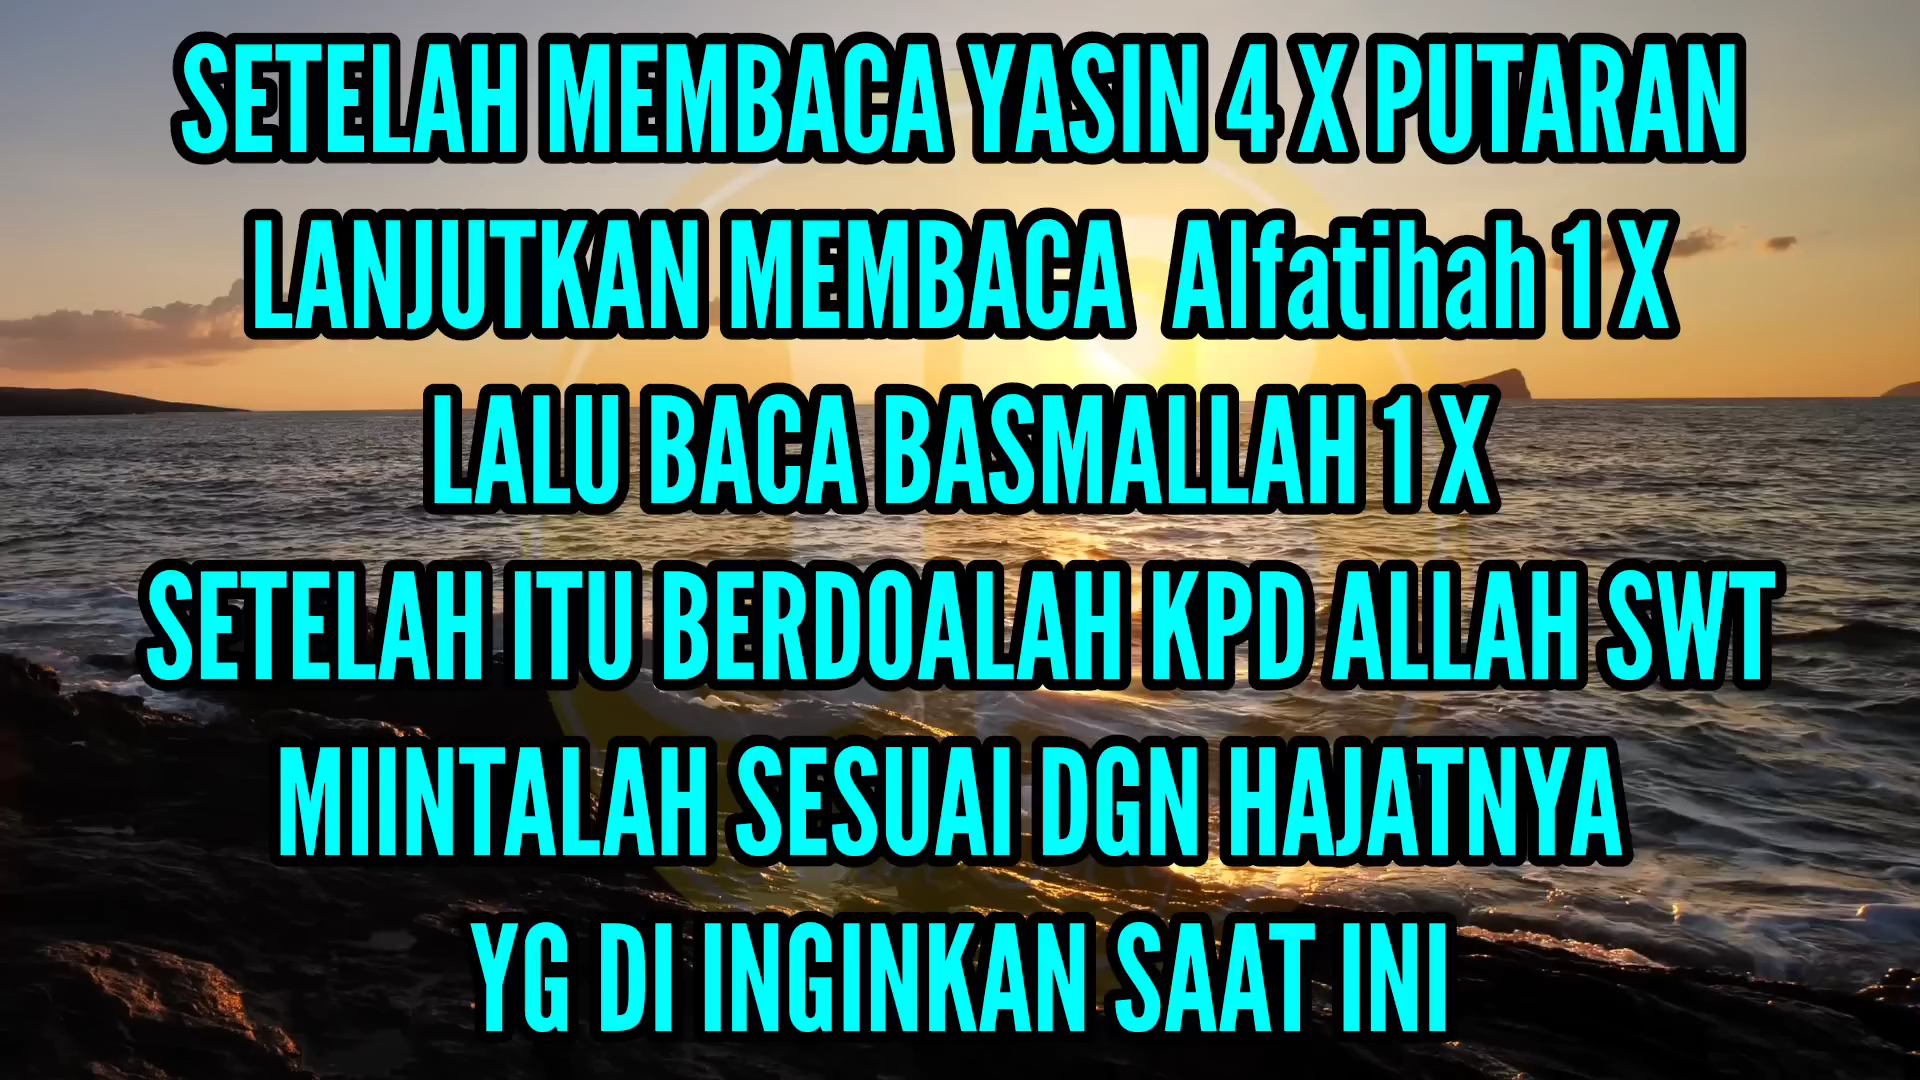 SETELAH MEMBACA YASIN 4 X PUTARAN
LANJUTKAN MEMBACA Alfatihah 1 X
LALU BACA BASMALLAH 1 X
SETELAH ITU BERDOALAH KPD ALLAH SWT
MIINTALAH SESUAI DGN HAJATNYA
YG DI INGINKAN SAAT INI